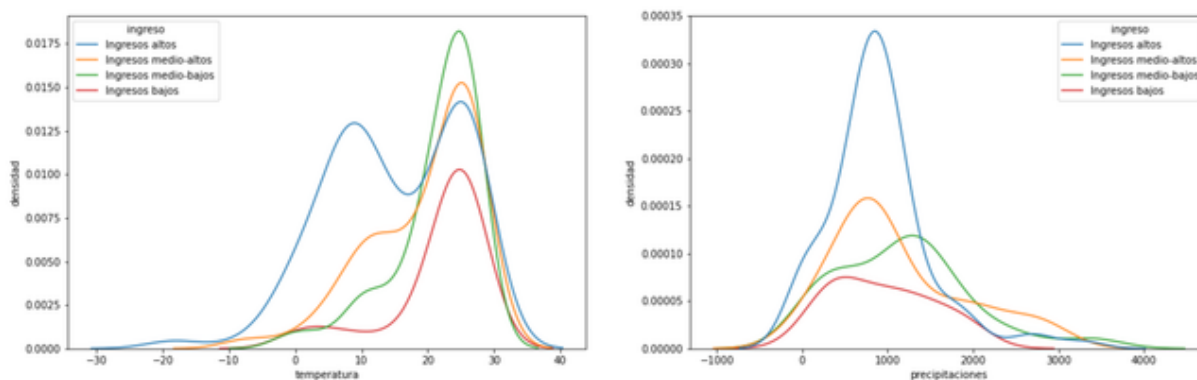 ingreso
Ingresos altos
Ingresos medio-altos
Ingresos medio-bajos
Ingresos bajos
0.0175
0.0150
0.0125
0.0100
0.0075
0.0050
0.0025
0.0000
densidad
−30 −20 −10 0 10 20 30 40
temperatura
ingreso
Ingresos altos
Ingresos medio-altos
Ingresos medio-bajos
Ingresos bajos
0.00035
0.00030
0.00025
0.00020
0.00015
0.00010
0.00005
0.00000
densidad
−1000 0 1000 2000 3000 4000
precipitaciones